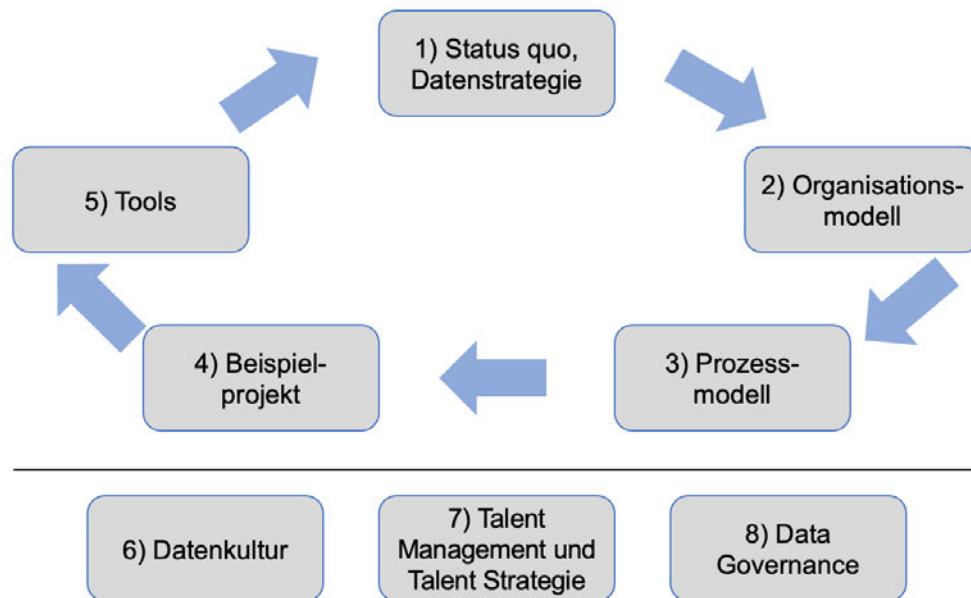 1) Status quo,
Datenstrategie
2) Organisations-
modell
3) Prozess-
modell
4) Beispiel-
projekt
5) Tools
6) Datenkultur
7) Talent
Management und
Talent Strategie
8) Data
Governance